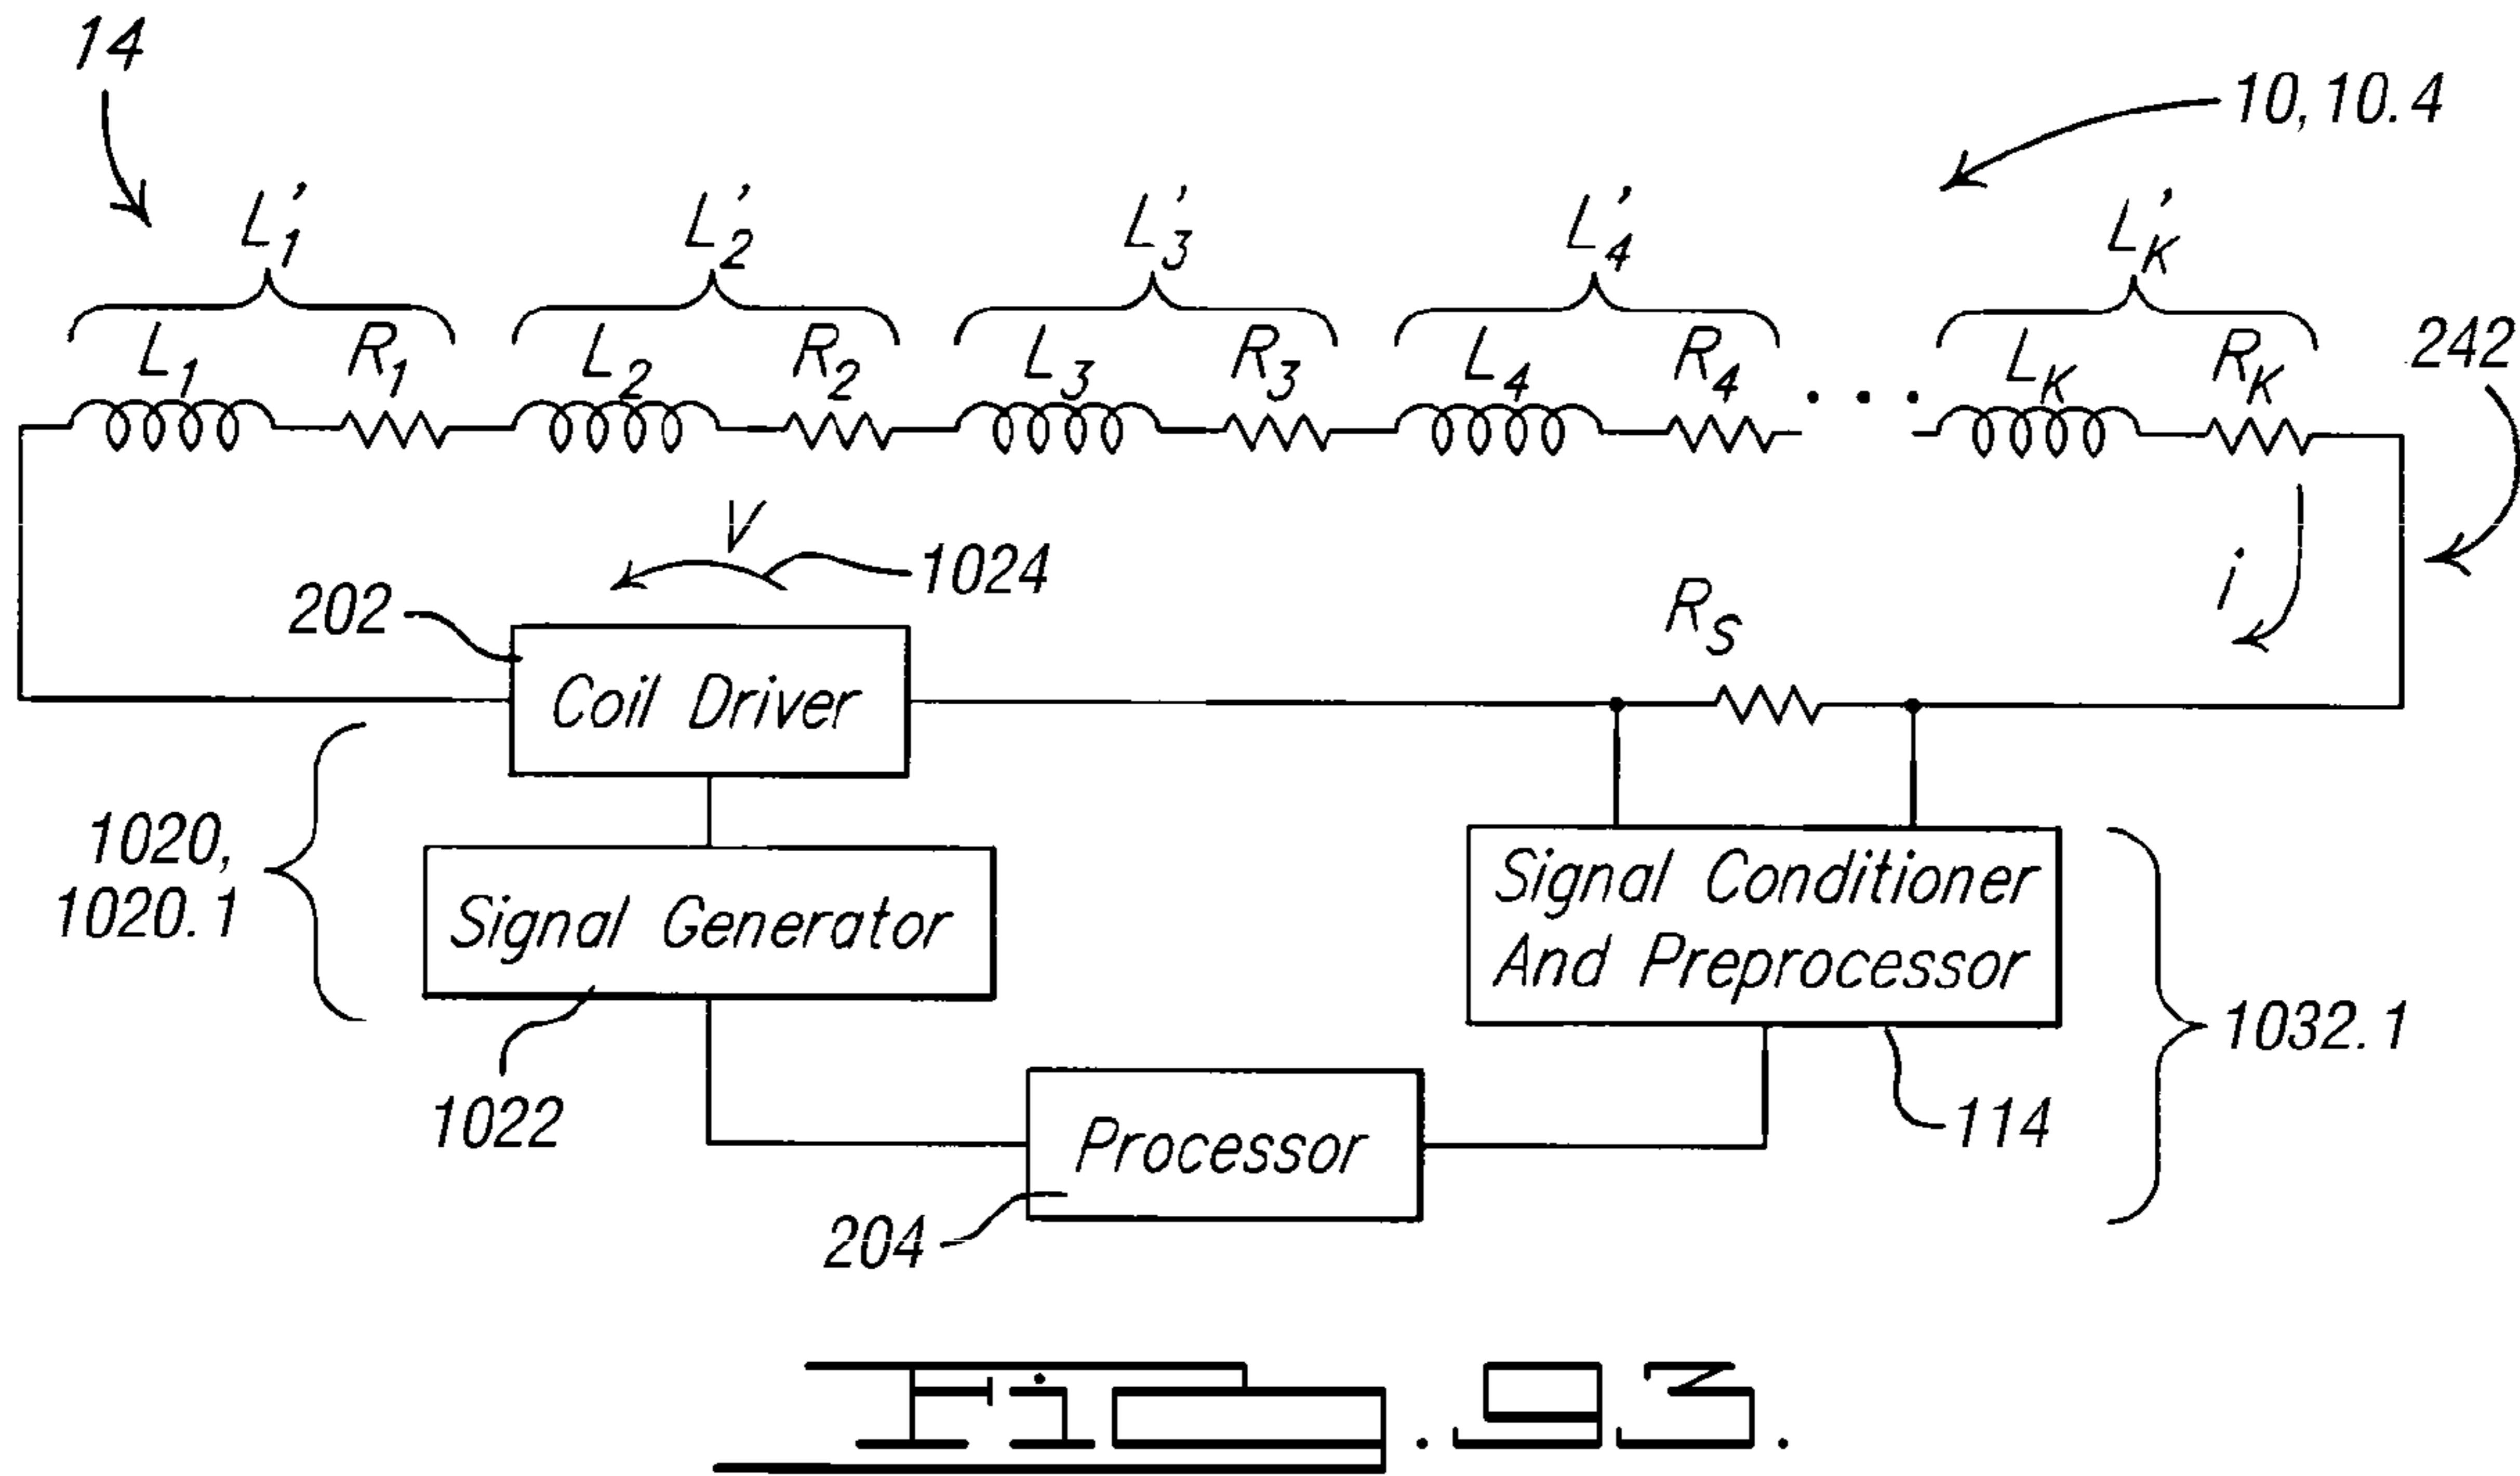 14
10, 10.4
L'1
L'2
L'3
L'4
L'K
L1 R1 L2 R2 L3 R3 L4 R4 ... LK RK
242
V
1024
i
202
RS
Coil Driver
1020,
1020.1
Signal Generator
Signal Conditioner
And Preprocessor
1032.1
1022
114
Processor
204
Fig. 93.